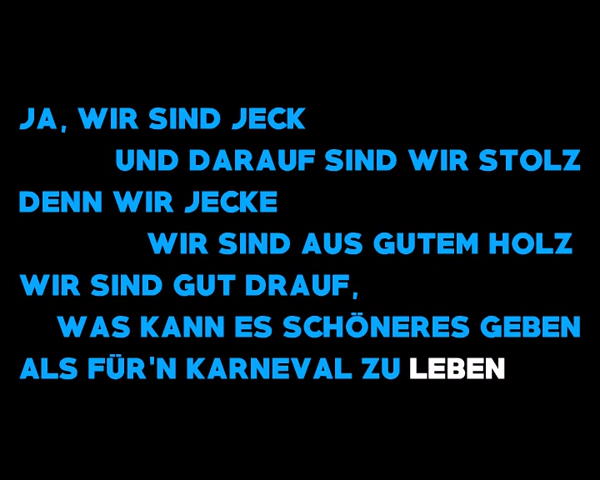 JA, WIR SIND JECK
UND DARAUF SIND WIR STOLZ
DENN WIR JECKE
WIR SIND AUS GUTEM HOLZ
WIR SIND GUT DRAUF,
WAS KANN ES SCHÖNERES GEBEN
ALS FÜR'N KARNEVAL ZU LEBEN